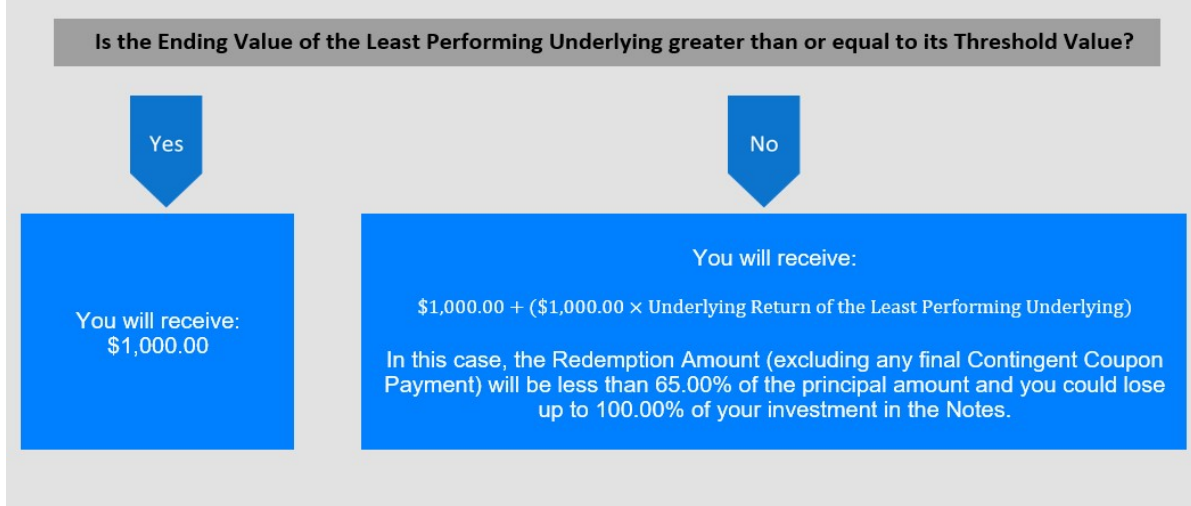 Is the Ending Value of the Least Performing Underlying greater than or equal to its Threshold Value?
Yes
No
You will receive:
$1,000.00
You will receive:
$1,000.00 + ($1,000.00 × Underlying Return of the Least Performing Underlying)
In this case, the Redemption Amount (excluding any final Contingent Coupon
Payment) will be less than 65.00% of the principal amount and you could lose
up to 100.00% of your investment in the Notes.